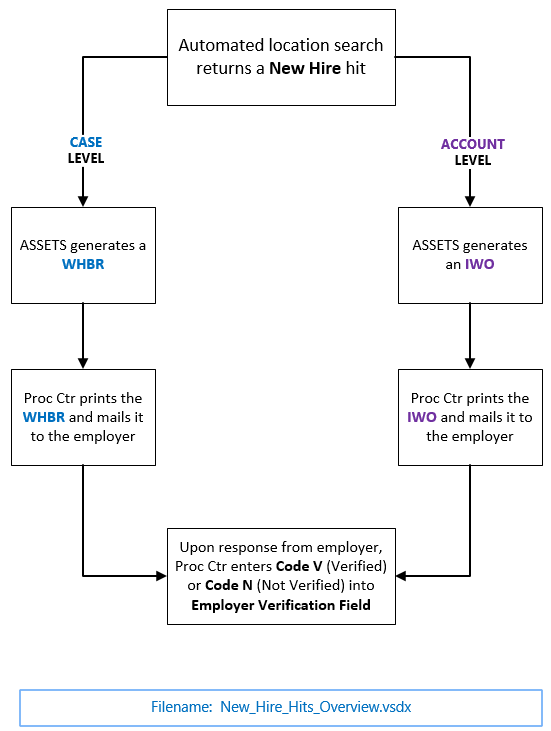 Automated location search
returns a New Hire hit
CASE
LEVEL
ACCOUNT
LEVEL
ASSETS generates a
WHBR
ASSETS generates
an IWO
Proc Ctr prints the
WHBR and mails it
to the employer
Proc Ctr prints the
IWO and mails it to
the employer
Upon response from employer,
Proc Ctr enters Code V (Verified)
or Code N (Not Verified) into
Employer Verification Field
Filename: New_Hire_Hits_Overview.vsdx